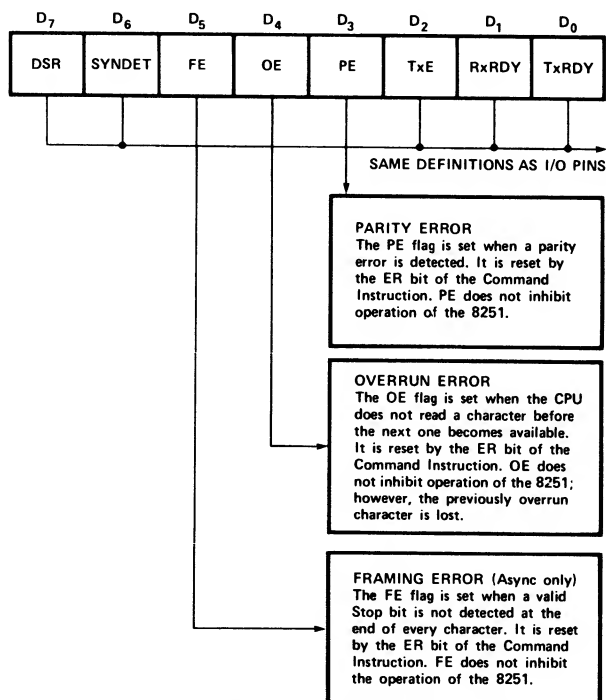 D7 D6 D5 D4 D3 D2 D1 D0
DSR SYNDET FE OE PE TxE RxRDY TxRDY
SAME DEFINITIONS AS I/O PINS
PARITY ERROR
The PE flag is set when a parity
error is detected. It is reset by
the ER bit of the Command
Instruction. PE does not inhibit
operation of the 8251.
OVERRUN ERROR
The OE flag is set when the CPU
does not read a character before
the next one becomes available.
It is reset by the ER bit of the
Command Instruction. OE does
not inhibit operation of the 8251;
however, the previously overrun
character is lost.
FRAMING ERROR (Async only)
The FE flag is set when a valid
Stop bit is not detected at the
end of every character. It is reset
by the ER bit of the Command
Instruction. FE does not inhibit
the operation of the 8251.